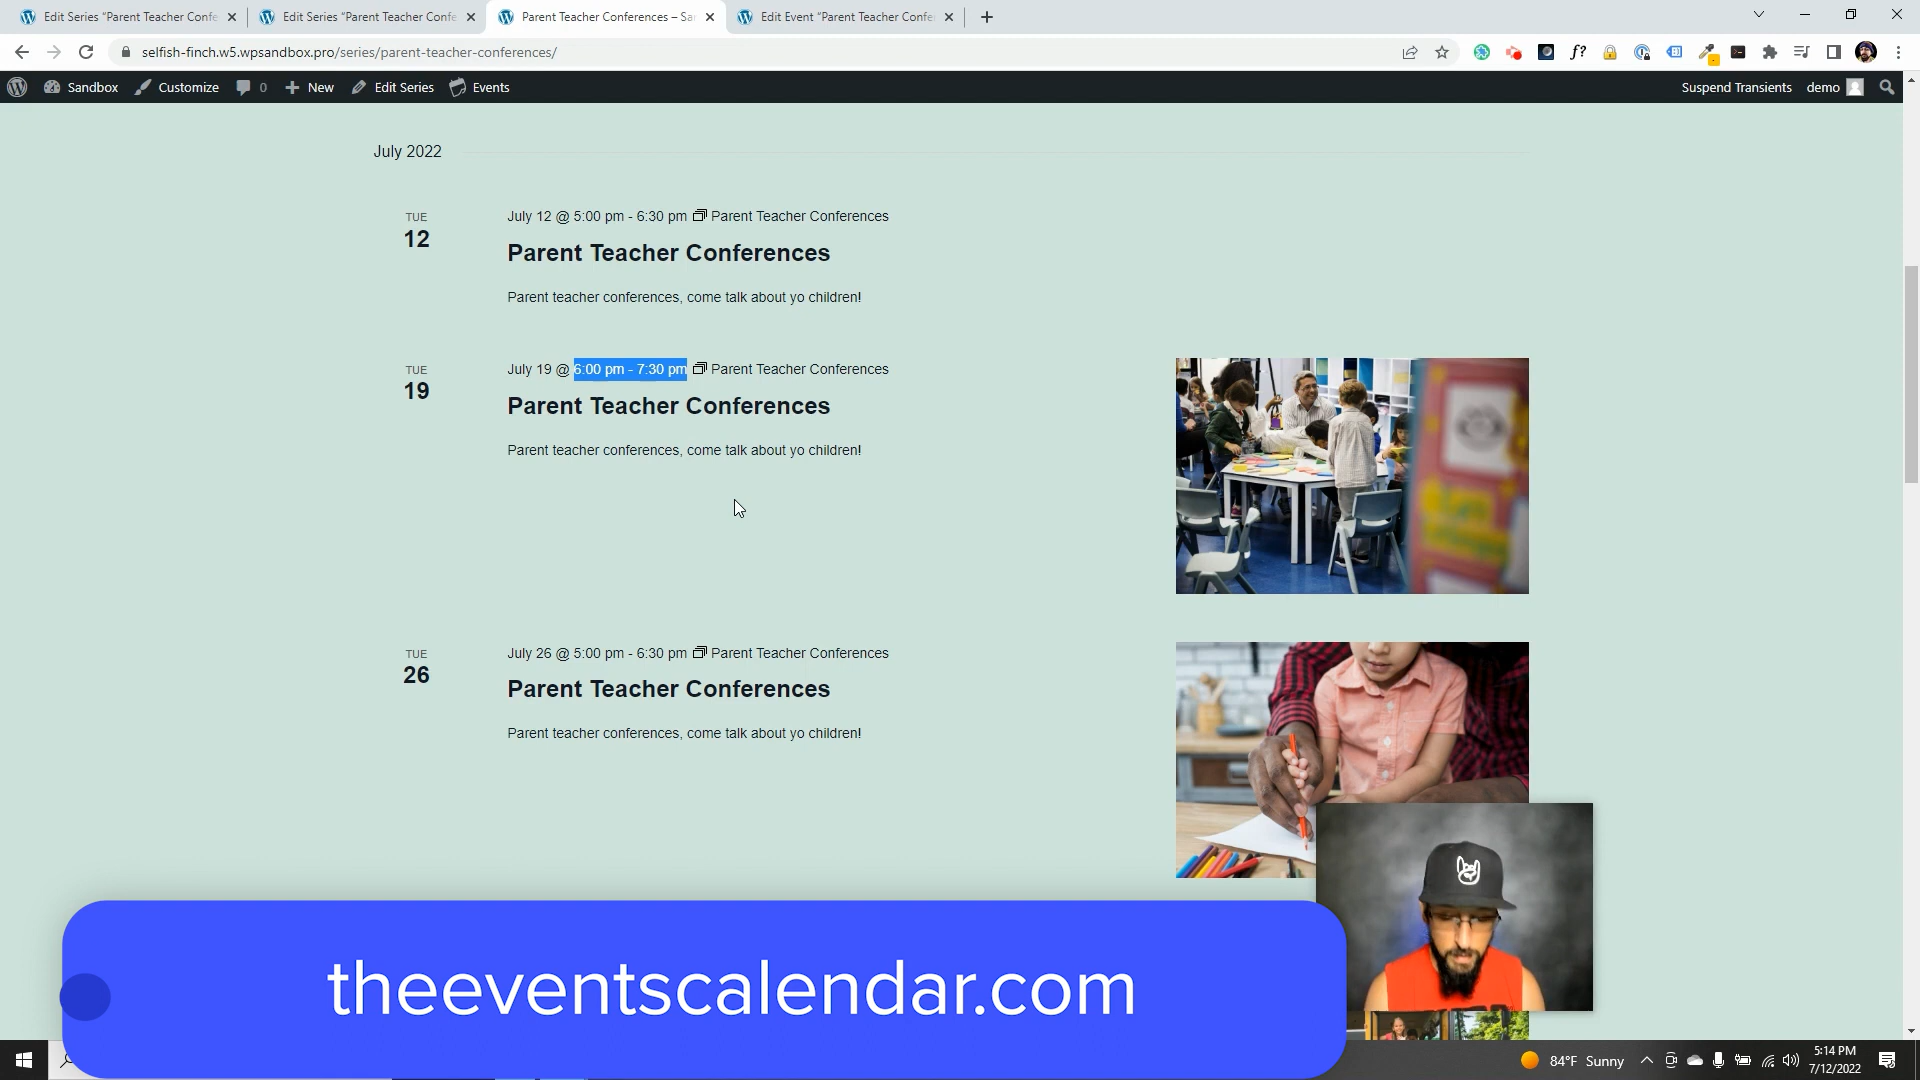 Edit Series “Parent Teacher Confe
Edit Series “Parent Teacher Confe
Parent Teacher Conferences – Sa
Edit Event “Parent Teacher Confe
selfish-finch.w5.wpsandbox.pro/series/parent-teacher-conferences/
Sandbox
Customize
0
New
Edit Series
Events
Suspend Transients
demo
July 2022
TUE
12
July 12 @ 5:00 pm - 6:30 pm Parent Teacher Conferences
Parent Teacher Conferences
Parent teacher conferences, come talk about yo children!
TUE
19
July 19 @ 6:00 pm - 7:30 pm Parent Teacher Conferences
Parent Teacher Conferences
Parent teacher conferences, come talk about yo children!
TUE
26
July 26 @ 5:00 pm - 6:30 pm Parent Teacher Conferences
Parent Teacher Conferences
Parent teacher conferences, come talk about yo children!
theeventscalendar.com
84°F Sunny
5:14 PM
7/12/2022